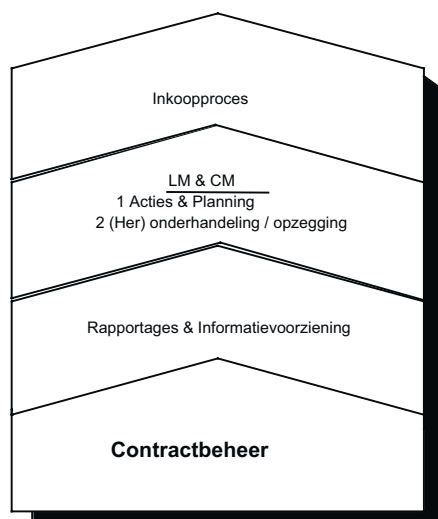 Inkoopproces
LM & CM
1 Acties & Planning
2 (Her) onderhandeling / opzegging
Rapportages & Informatievoorziening
Contractbeheer